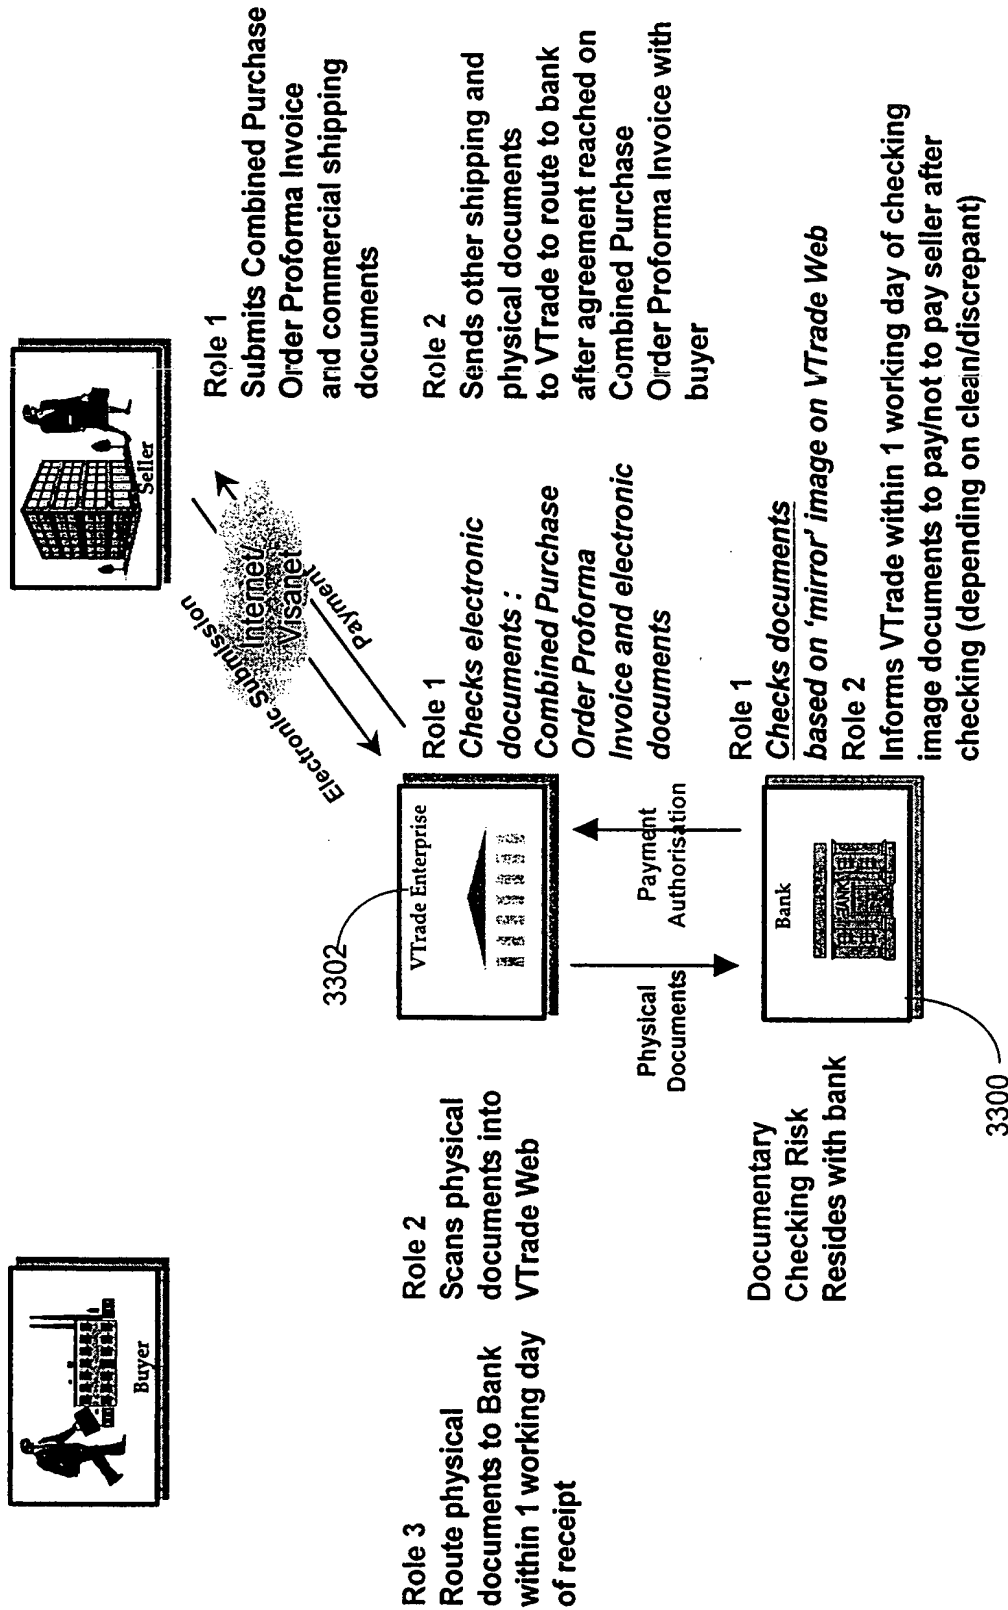 Buyer
Seller
Role 1
Submits Combined Purchase
Order Proforma Invoice
and commercial shipping
documents
Role 2
Sends other shipping and
physical documents
to VTrade to route to bank
after agreement reached on
Combined Purchase
Order Proforma Invoice with
buyer
Electronic Submission
Internet/
Visanet
Payment
3302
VTrade Enterprise
Role 1
Checks electronic
documents :
Combined Purchase
Order Proforma
Invoice and electronic
documents
Role 2
Scans physical
documents into
VTrade Web
Role 3
Route physical
documents to Bank
within 1 working day
of receipt
Physical
Documents
Payment
Authorisation
Bank
BANK
3300
Documentary
Checking Risk
Resides with bank
Role 1
Checks documents
based on 'mirror' image on VTrade Web
Role 2
Informs VTrade within 1 working day of checking
image documents to pay/not to pay seller after
checking (depending on clean/discrepant)